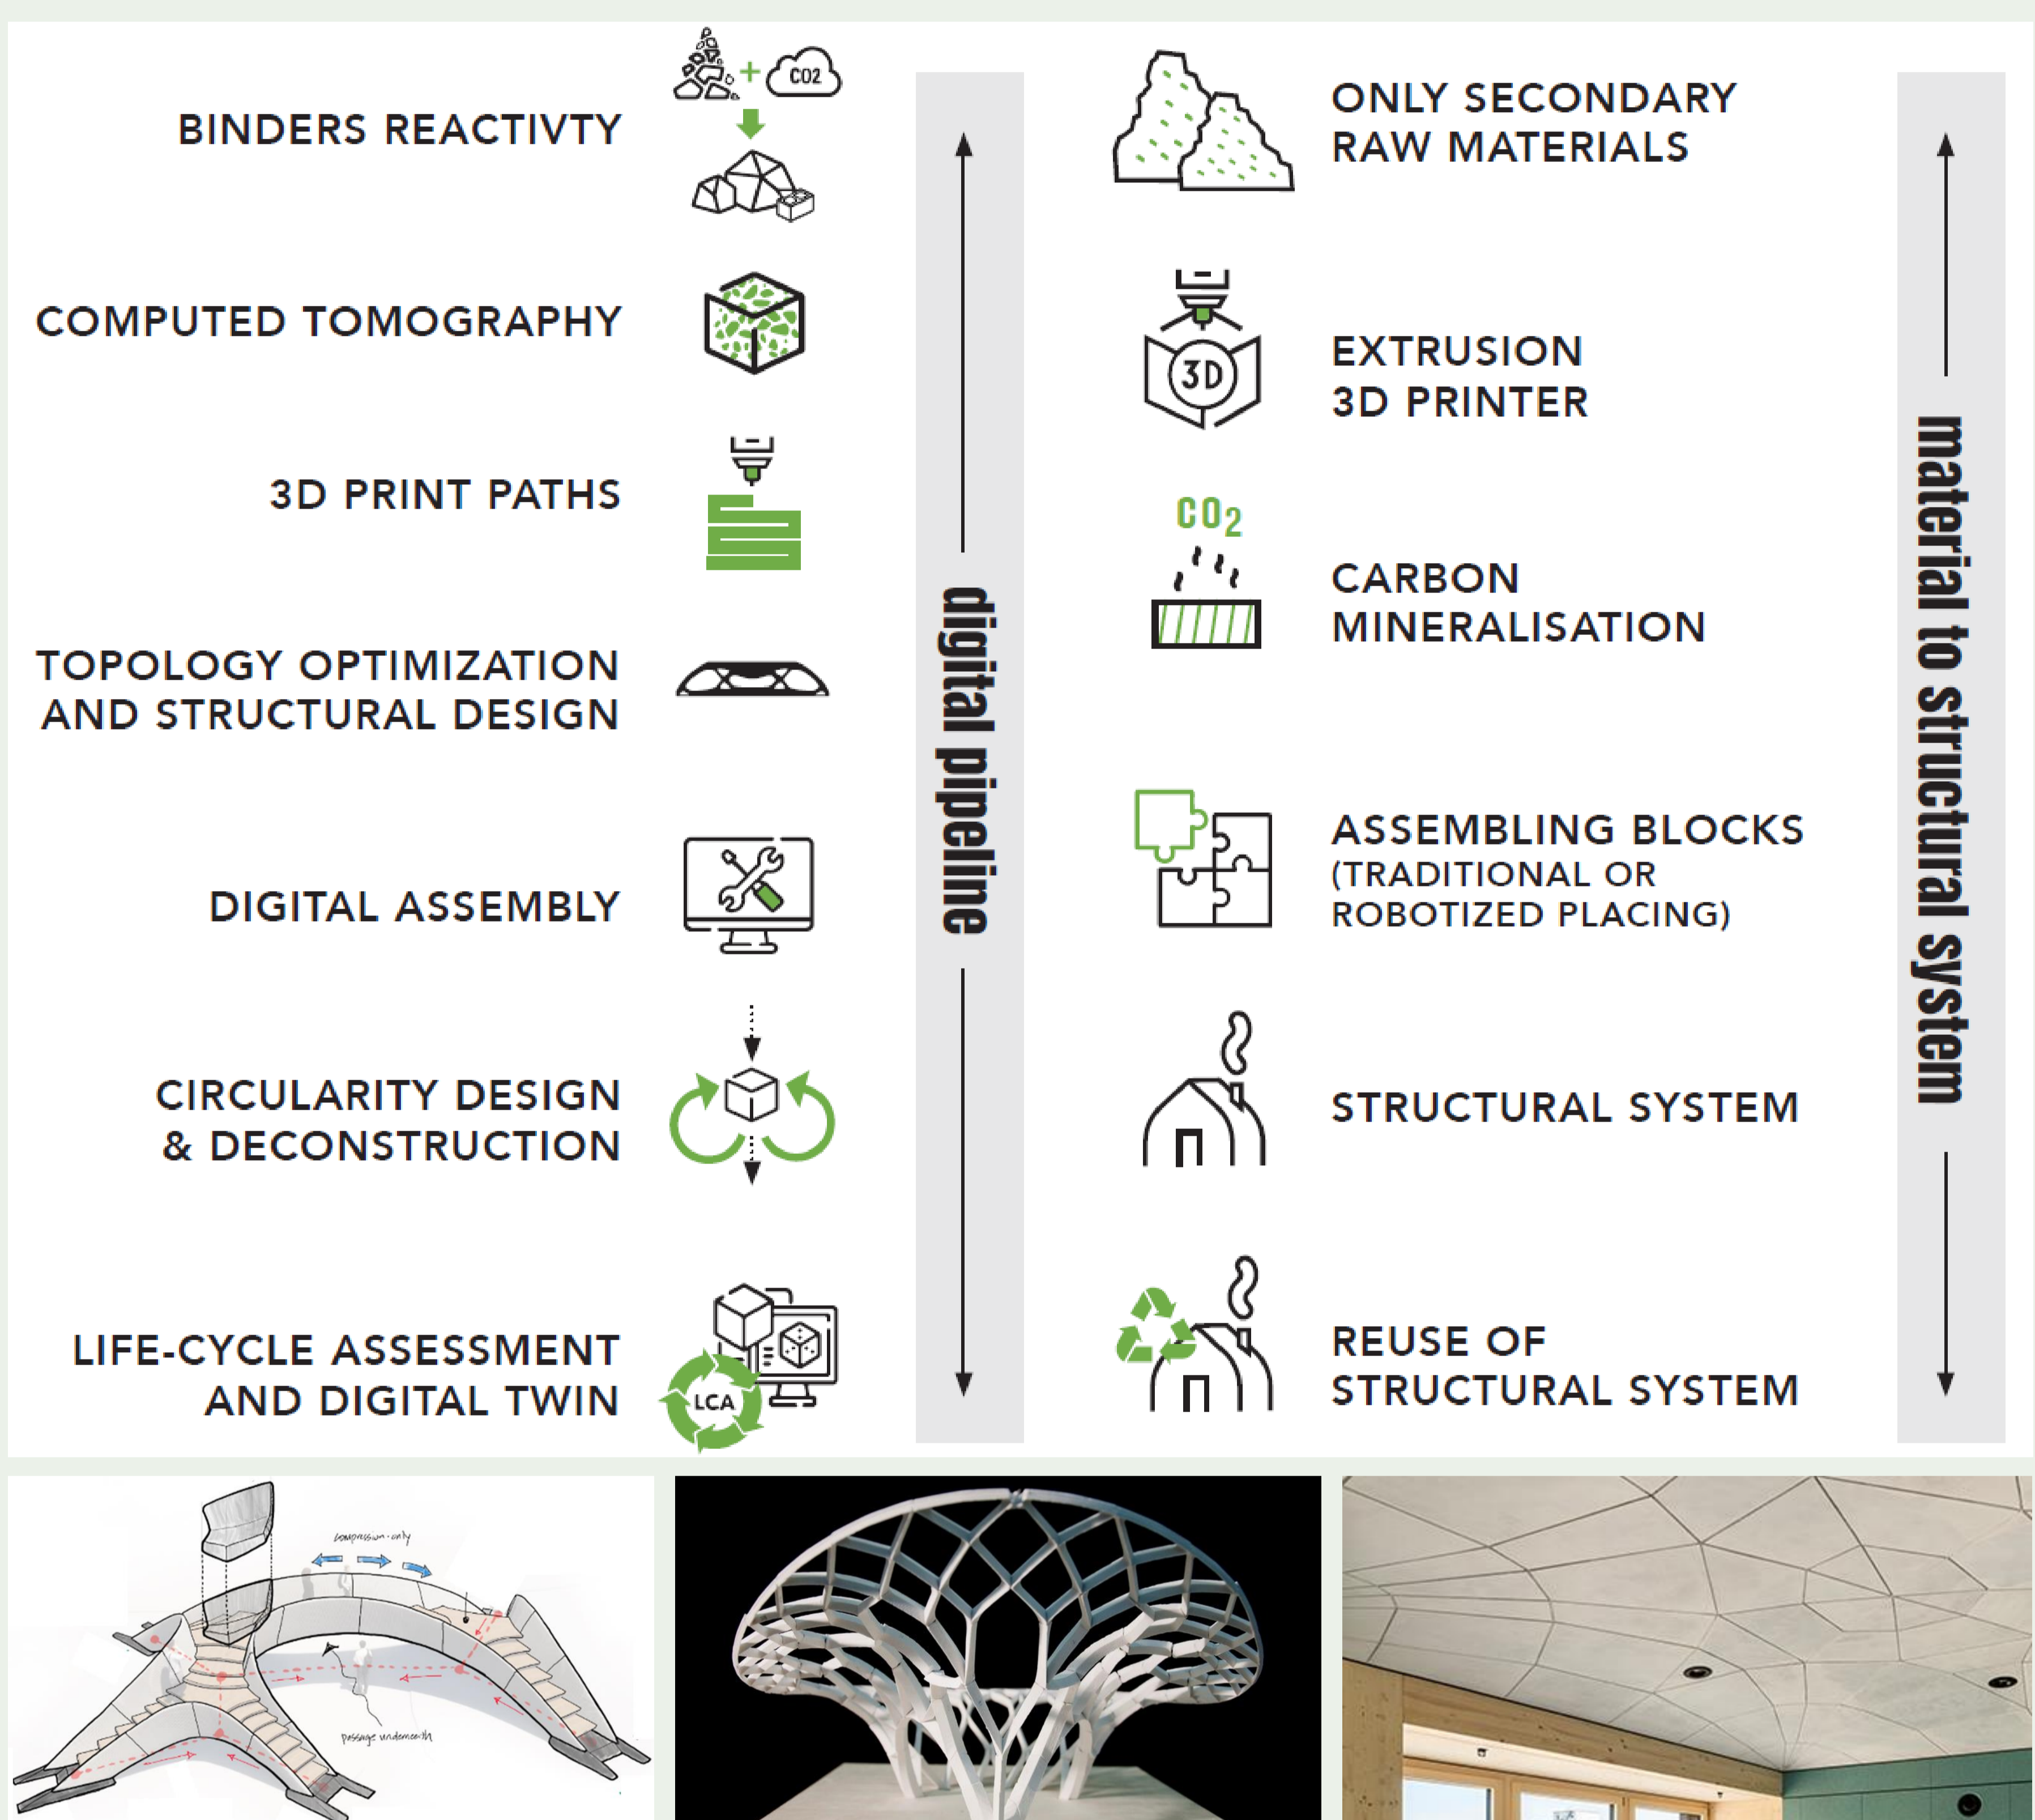 BINDERS REACTIVTY
CO2
COMPUTED TOMOGRAPHY
3D PRINT PATHS
TOPOLOGY OPTIMIZATION
AND STRUCTURAL DESIGN
DIGITAL ASSEMBLY
CIRCULARITY DESIGN
& DECONSTRUCTION
LIFE-CYCLE ASSESSMENT
AND DIGITAL TWIN
LCA
digital pipeline
ONLY SECONDARY
RAW MATERIALS
3D
EXTRUSION
3D PRINTER
CO2
CARBON
MINERALISATION
ASSEMBLING BLOCKS
(TRADITIONAL OR
ROBOTIZED PLACING)
STRUCTURAL SYSTEM
REUSE OF
STRUCTURAL SYSTEM
material to structural system
compression-only
passage underneath